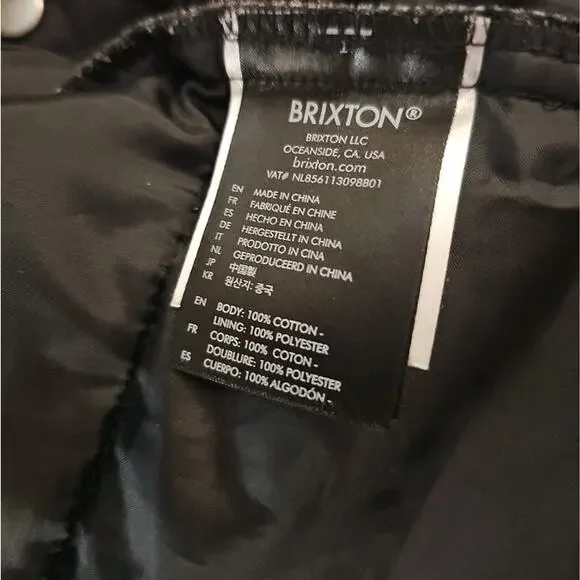 BRIXTON®
BRIXTON LLC
OCEANSIDE, CA. USA
brixton.com
VAT# NL856113098B01
EN MADE IN CHINA
FR FABRIQUÉ EN CHINE
ES HECHO EN CHINA
DE HERGESTELLT IN CHINA
IT PRODOTTO IN CINA
NL GEPRODUCEERD IN CHINA
JP 中国製
KR 원산지: 중국
EN BODY: 100% COTTON -
LINING: 100% POLYESTER
FR CORPS: 100% COTON -
DOUBLURE: 100% POLYESTER
ES CUERPO: 100% ALGODÓN -